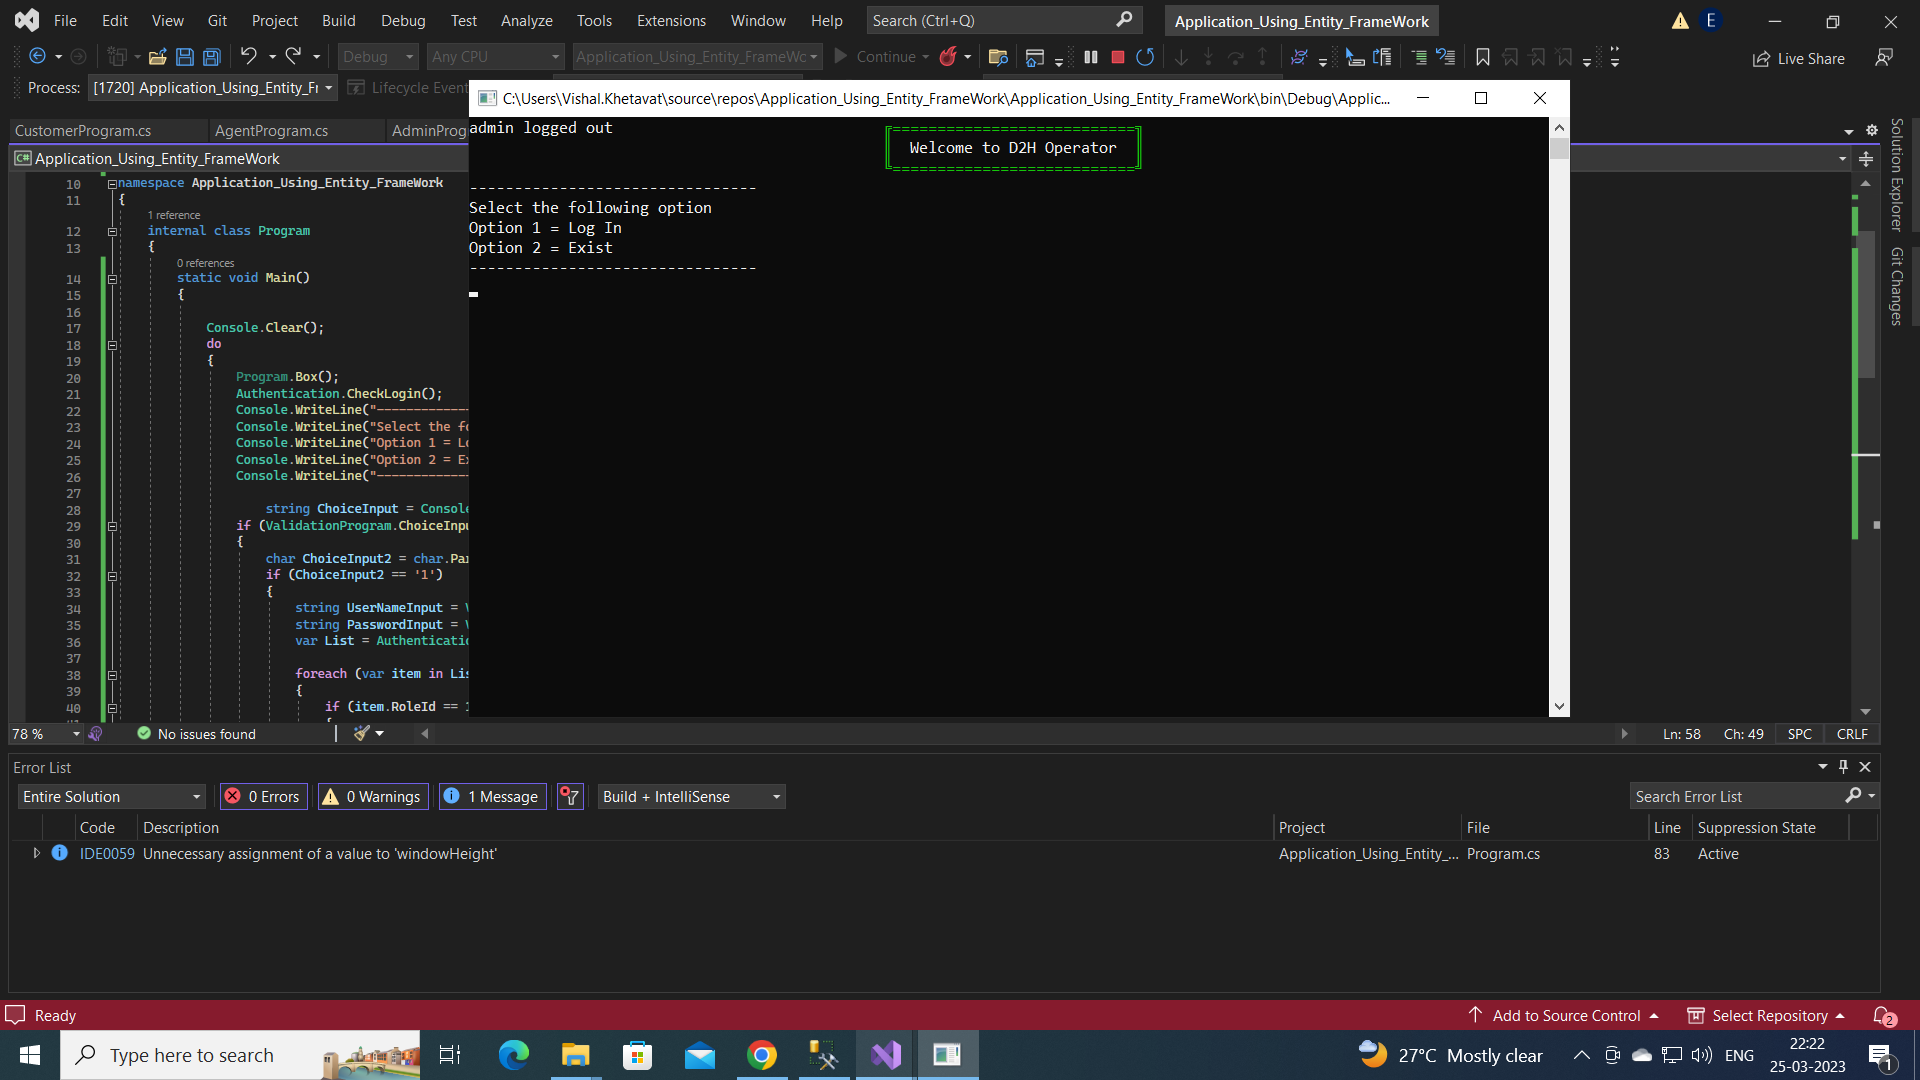 File Edit View Git Project Build Debug Test Analyze Tools Extensions Window Help Search (Ctrl+Q) Application_Using_Entity_FrameWork E
Debug Any CPU Application_Using_Entity_FrameWc Continue Live Share
Process: [1720] Application_Using_Entity_Fr Lifecycle Event
C:\Users\Vishal.Khetavat\source\repos\Application_Using_Entity_FrameWork\Application_Using_Entity_FrameWork\bin\Debug\Applic...
CustomerProgram.cs AgentProgram.cs AdminProg
Application_Using_Entity_FrameWork
admin logged out
Welcome to D2H Operator
-------------------------------
Select the following option
Option 1 = Log In
Option 2 = Exist
-------------------------------
10 namespace Application_Using_Entity_FrameWork
11 {
1 reference
12 internal class Program
13 {
0 references
14 static void Main()
15 {
16
17 Console.Clear();
18 do
19 {
20 Program.Box();
21 Authentication.CheckLogin();
22 Console.WriteLine("-------------
23 Console.WriteLine("Select the fo
24 Console.WriteLine("Option 1 = Lo
25 Console.WriteLine("Option 2 = Ex
26 Console.WriteLine("-------------
27
28 string ChoiceInput = Console
29 if (ValidationProgram.ChoiceInpu
30 {
31 char ChoiceInput2 = char.Par
32 if (ChoiceInput2 == '1')
33 {
34 string UserNameInput = V
35 string PasswordInput = V
36 var List = Authenticatio
37
38 foreach (var item in Lis
39 {
40 if (item.RoleId == 1
Solution Explorer
Git Changes
78 % No issues found Ln: 58 Ch: 49 SPC CRLF
Error List
Entire Solution 0 Errors 0 Warnings 1 Message Build + IntelliSense Search Error List
Code Description Project File Line Suppression State
IDE0059 Unnecessary assignment of a value to 'windowHeight' Application_Using_Entity_... Program.cs 83 Active
Ready Add to Source Control Select Repository 2
Type here to search 27°C Mostly clear ENG 22:22
25-03-2023 1